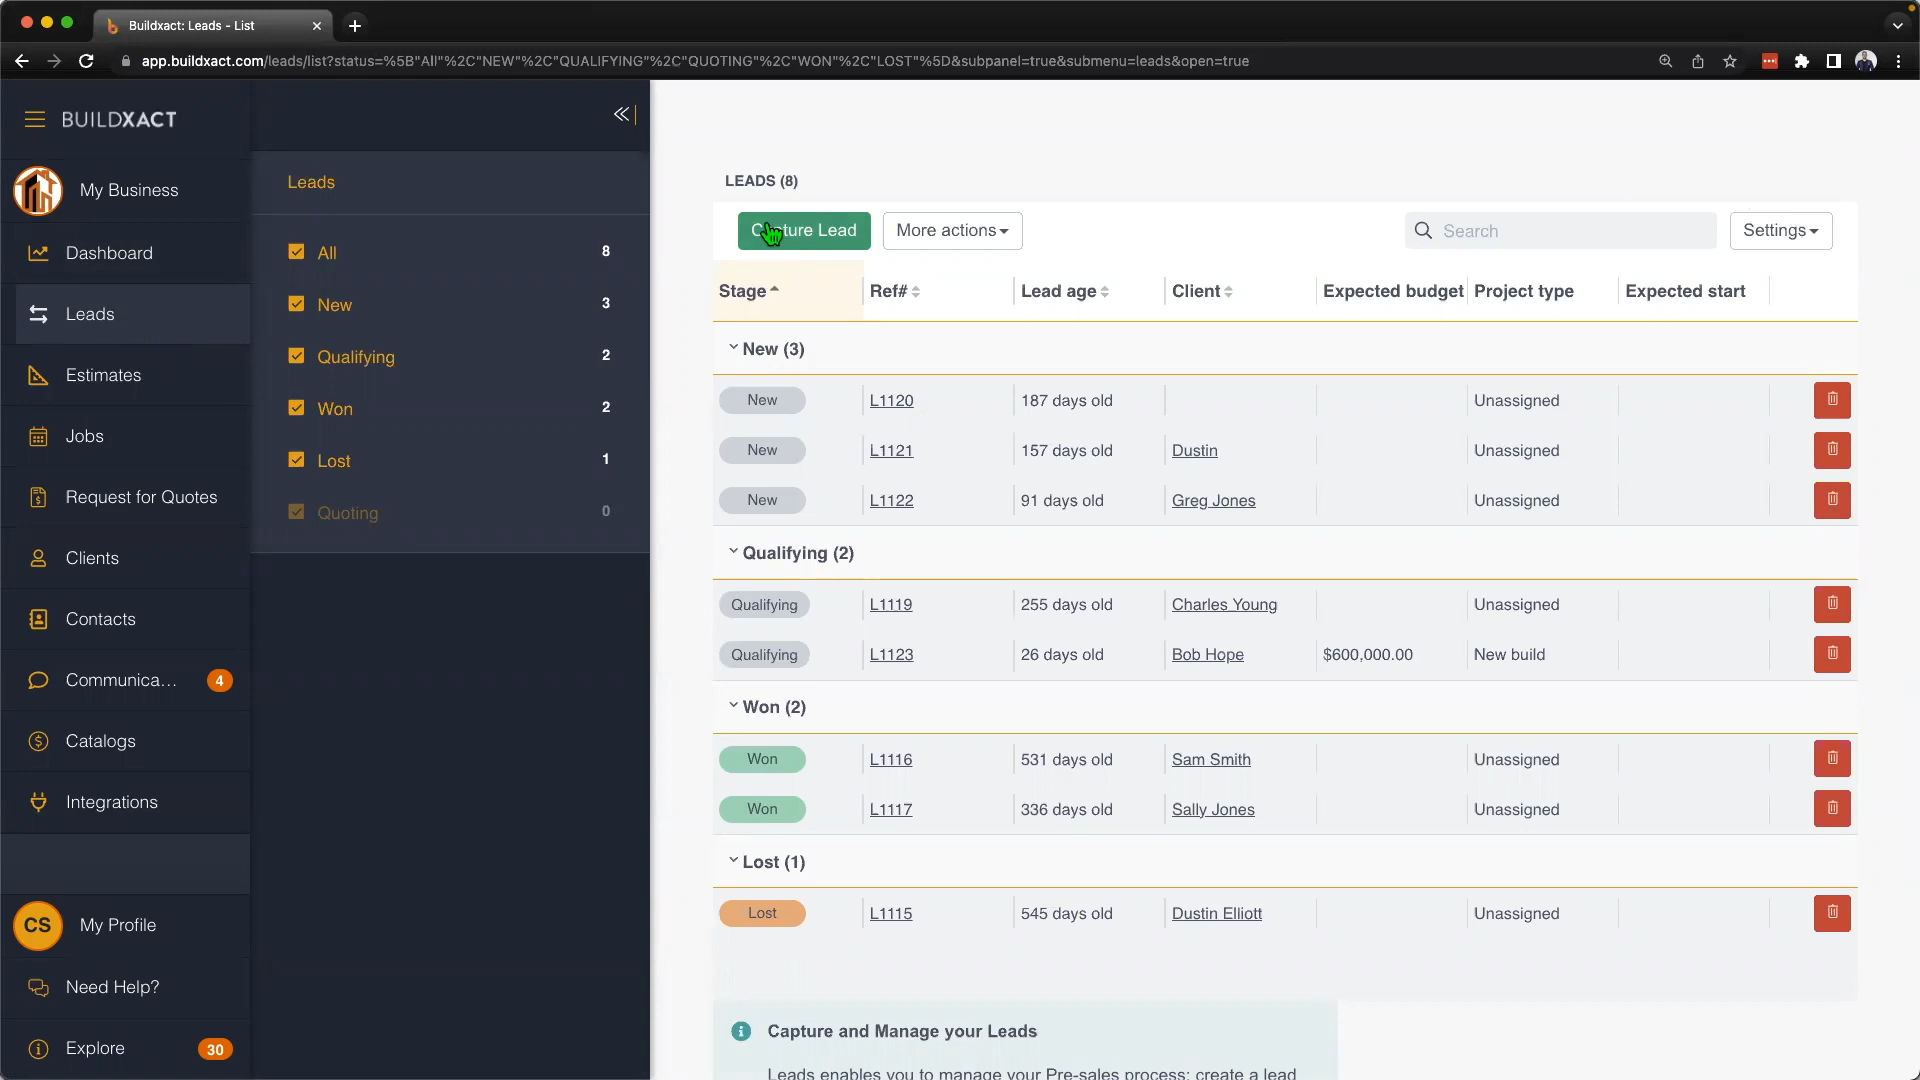 Buildxact: Leads - List
app.buildxact.com/leads/list?status=%5B"All"%2C"NEW"%2C"QUALIFYING"%2C"QUOTING"%2C"WON"%2C"LOST"%5D&subpanel=true&submenu=leads&open=true
BUILDXACT
My Business
Dashboard
Leads
Estimates
Jobs
Request for Quotes
Clients
Contacts
Communica... 4
Catalogs
Integrations
CS My Profile
Need Help?
Explore 30
Leads
All 8
New 3
Qualifying 2
Won 2
Lost 1
Quoting 0
LEADS (8)
Capture Lead More actions Search Settings
Stage Ref# Lead age Client Expected budget Project type Expected start
New (3)
New L1120 187 days old Unassigned
New L1121 157 days old Dustin Unassigned
New L1122 91 days old Greg Jones Unassigned
Qualifying (2)
Qualifying L1119 255 days old Charles Young Unassigned
Qualifying L1123 26 days old Bob Hope $600,000.00 New build
Won (2)
Won L1116 531 days old Sam Smith Unassigned
Won L1117 336 days old Sally Jones Unassigned
Lost (1)
Lost L1115 545 days old Dustin Elliott Unassigned
Capture and Manage your Leads
Leads enables you to manage your Pre-sales process: create a lead